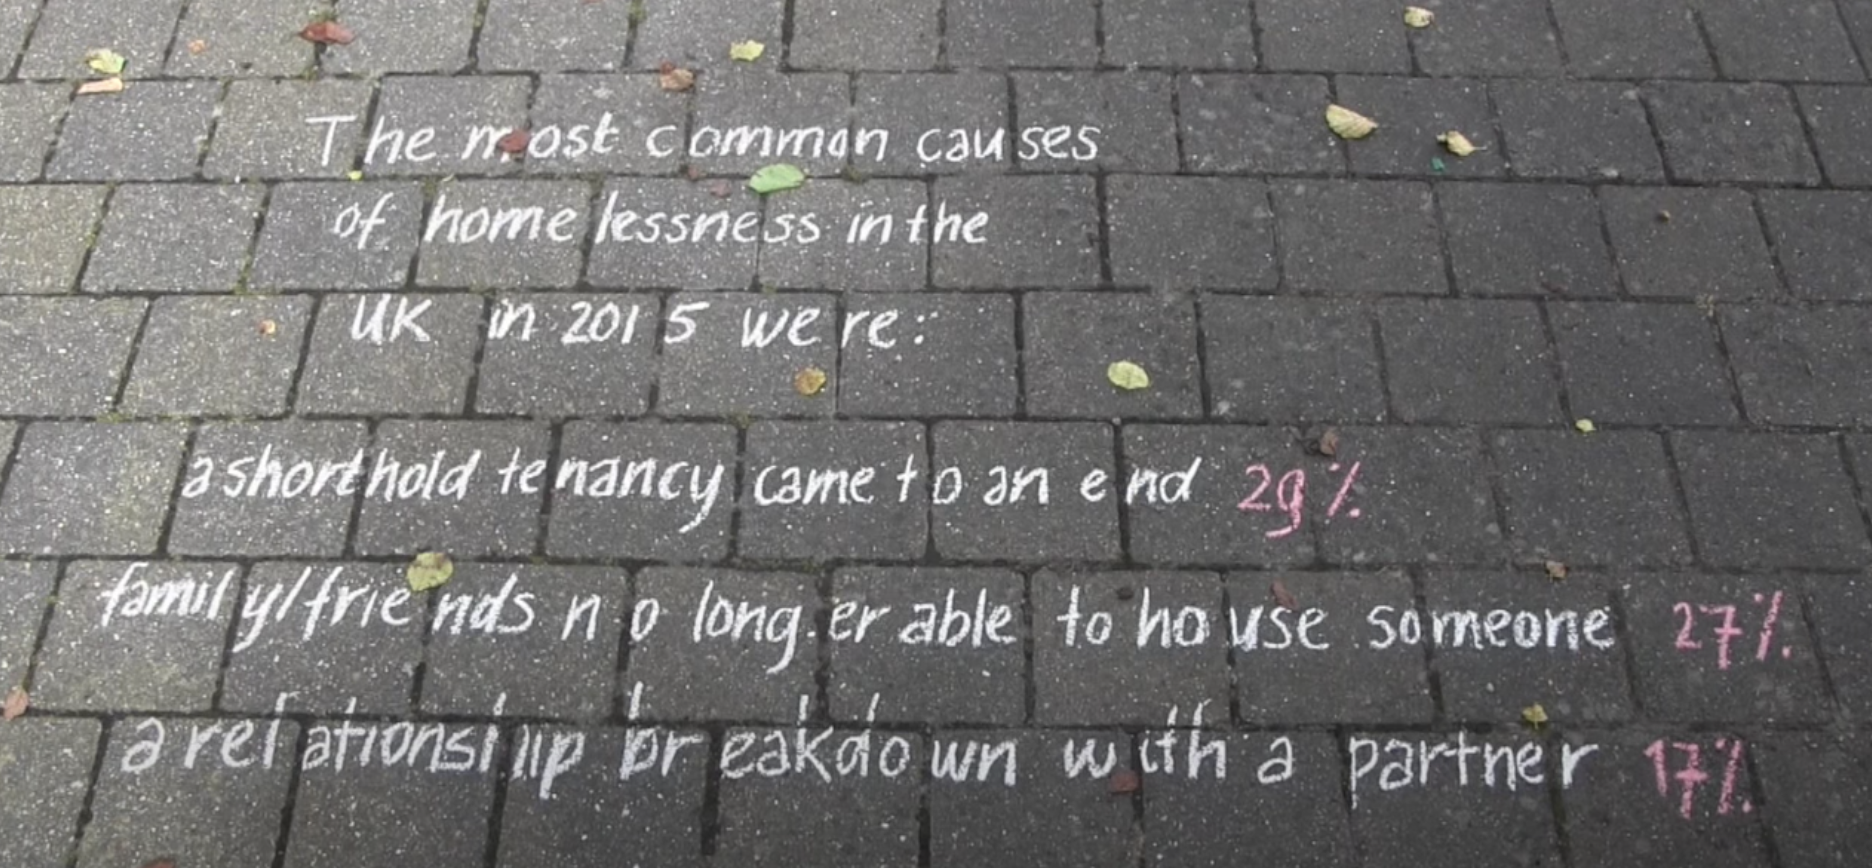 The most common causes
of homelessness in the
UK in 2015 were:
a shorthold tenancy came to an end 29%
family/friends no longer able to house someone 27%
a relationship breakdown with a partner 17%